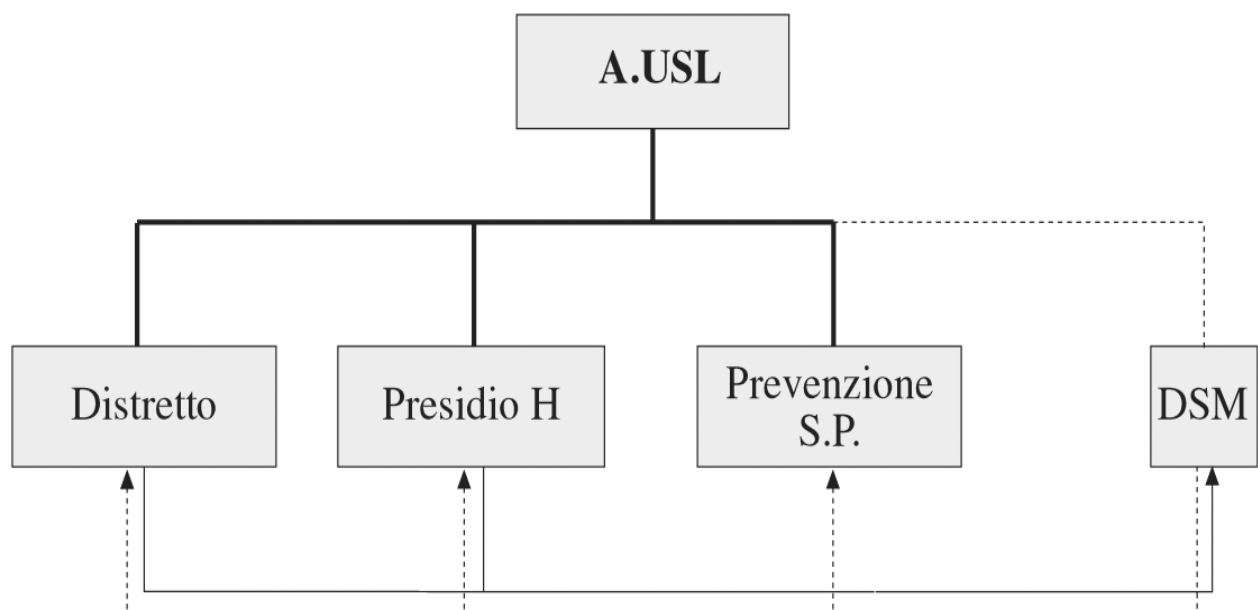 A.USL
Distretto
Presidio H
Prevenzione
S.P.
DSM